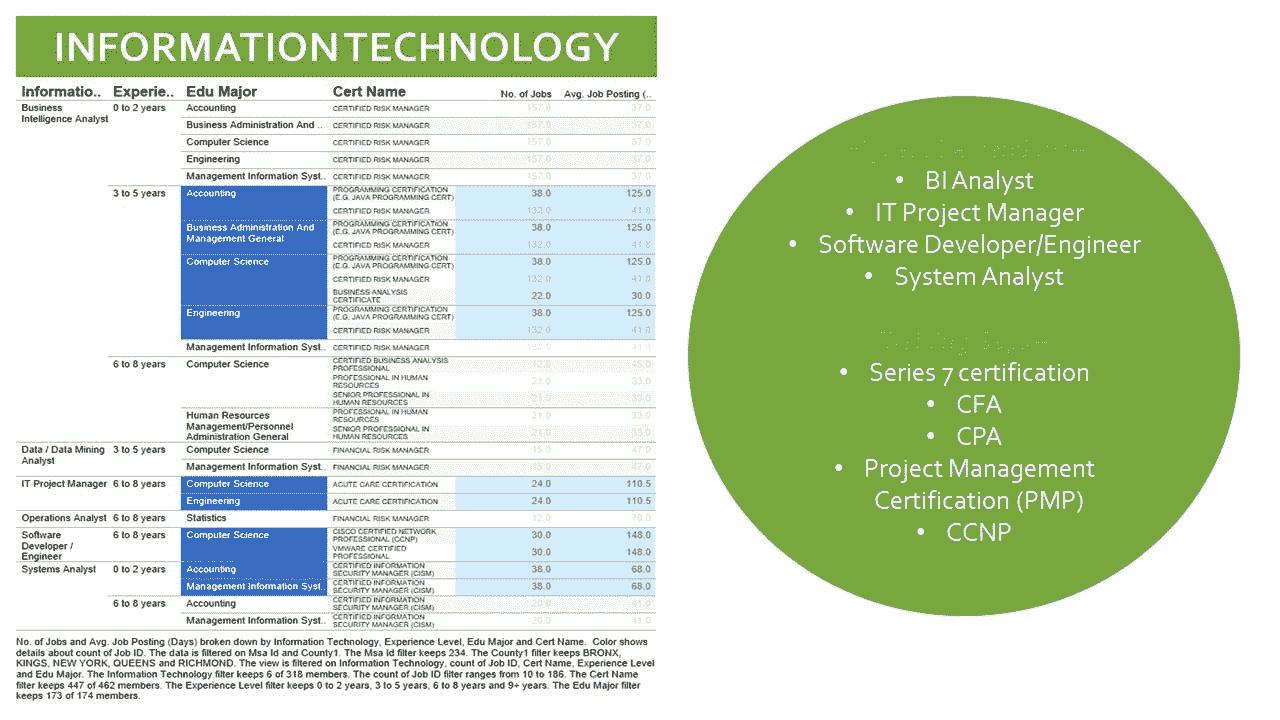 INFORMATION TECHNOLOGY
Informatio.. Experie.. Edu Major Cert Name No. of Jobs Avg. Job Posting (..
Business Intelligence Analyst 0 to 2 years Accounting CERTIFIED RISK MANAGER 157.0 37.0
Business Administration And .. CERTIFIED RISK MANAGER 157.0 37.0
Computer Science CERTIFIED RISK MANAGER 157.0 37.0
Engineering CERTIFIED RISK MANAGER 157.0 37.0
Management Information Syst.. CERTIFIED RISK MANAGER 157.0 37.0
3 to 5 years Accounting PROGRAMMING CERTIFICATION (E.G. JAVA PROGRAMMING CERT) 38.0 125.0
CERTIFIED RISK MANAGER 132.0 41.8
Business Administration And Management General PROGRAMMING CERTIFICATION (E.G. JAVA PROGRAMMING CERT) 38.0 125.0
CERTIFIED RISK MANAGER 132.0 41.8
Computer Science PROGRAMMING CERTIFICATION (E.G. JAVA PROGRAMMING CERT) 38.0 125.0
CERTIFIED RISK MANAGER 132.0 41.8
BUSINESS ANALYSIS CERTIFICATE 22.0 30.0
Engineering PROGRAMMING CERTIFICATION (E.G. JAVA PROGRAMMING CERT) 38.0 125.0
CERTIFIED RISK MANAGER 132.0 41.8
Management Information Syst.. CERTIFIED RISK MANAGER
6 to 8 years Computer Science CERTIFIED BUSINESS ANALYSIS PROFESSIONAL 12.0
PROFESSIONAL IN HUMAN RESOURCES 21.0 33.0
SENIOR PROFESSIONAL IN HUMAN RESOURCES 21.0 33.0
Human Resources Management/Personnel Administration General PROFESSIONAL IN HUMAN RESOURCES 21.0 33.0
SENIOR PROFESSIONAL IN HUMAN RESOURCES 21.0 33.0
Data / Data Mining Analyst 3 to 5 years Computer Science FINANCIAL RISK MANAGER 15.0 47.0
Management Information Syst.. FINANCIAL RISK MANAGER 15.0 47.0
IT Project Manager 6 to 8 years Computer Science ACUTE CARE CERTIFICATION 24.0 110.5
Engineering ACUTE CARE CERTIFICATION 24.0 110.5
Operations Analyst 6 to 8 years Statistics FINANCIAL RISK MANAGER 12.0 70.0
Software Developer / Engineer 6 to 8 years Computer Science CISCO CERTIFIED NETWORK PROFESSIONAL (CCNP) 30.0 148.0
VMWARE CERTIFIED PROFESSIONAL 30.0 148.0
Systems Analyst 0 to 2 years Accounting CERTIFIED INFORMATION SECURITY MANAGER (CISM) 38.0 68.0
Management Information Syst.. CERTIFIED INFORMATION SECURITY MANAGER (CISM) 38.0 68.0
6 to 8 years Accounting CERTIFIED INFORMATION SECURITY MANAGER (CISM) 20.0 41.0
Management Information Syst.. CERTIFIED INFORMATION SECURITY MANAGER (CISM) 20.0 41.0
No. of Jobs and Avg. Job Posting (Days) broken down by Information Technology, Experience Level, Edu Major and Cert Name. Color shows
details about count of Job ID. The data is filtered on Msa Id and County1. The Msa Id filter keeps 234. The County1 filter keeps BRONX,
KINGS, NEW YORK, QUEENS and RICHMOND. The view is filtered on Information Technology, count of Job ID, Cert Name, Experience Level
and Edu Major. The Information Technology filter keeps 6 of 318 members. The count of Job ID filter ranges from 10 to 186. The Cert Name
filter keeps 447 of 462 members. The Experience Level filter keeps 0 to 2 years, 3 to 5 years, 6 to 8 years and 9+ years. The Edu Major filter
keeps 173 of 174 members.
• BI Analyst
• IT Project Manager
• Software Developer/Engineer
• System Analyst
• Series 7 certification
• CFA
• CPA
• Project Management
Certification (PMP)
• CCNP